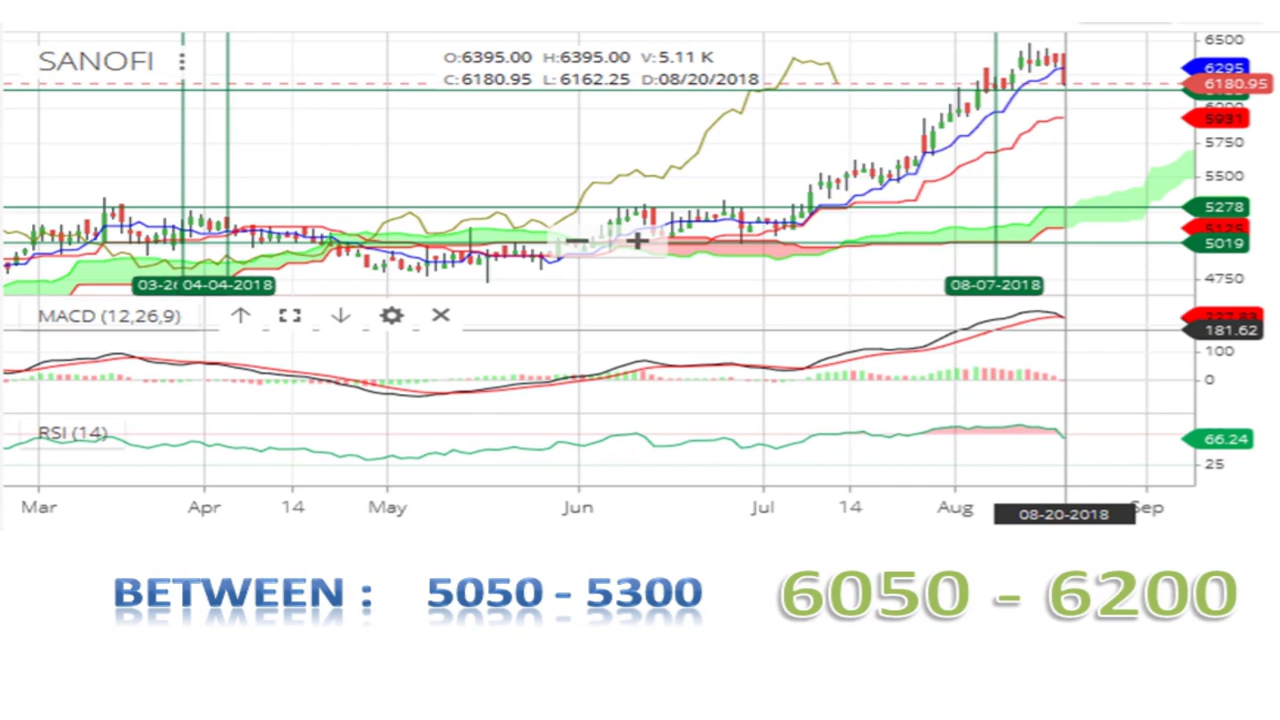 SANOFI
O:6395.00 H:6395.00 V:5.11 K
C:6180.95 L:6162.25 D:08/20/2018
6500
6295
6180.95
5931
5750
5500
5278
5125
5019
4750
04-04-2018
08-07-2018
MACD (12,26,9)
181.62
100
0
RSI (14)
66.24
25
Mar Apr 14 May Jun Jul 14 Aug Sep
08-20-2018
BETWEEN : 5050 - 5300 6050 - 6200